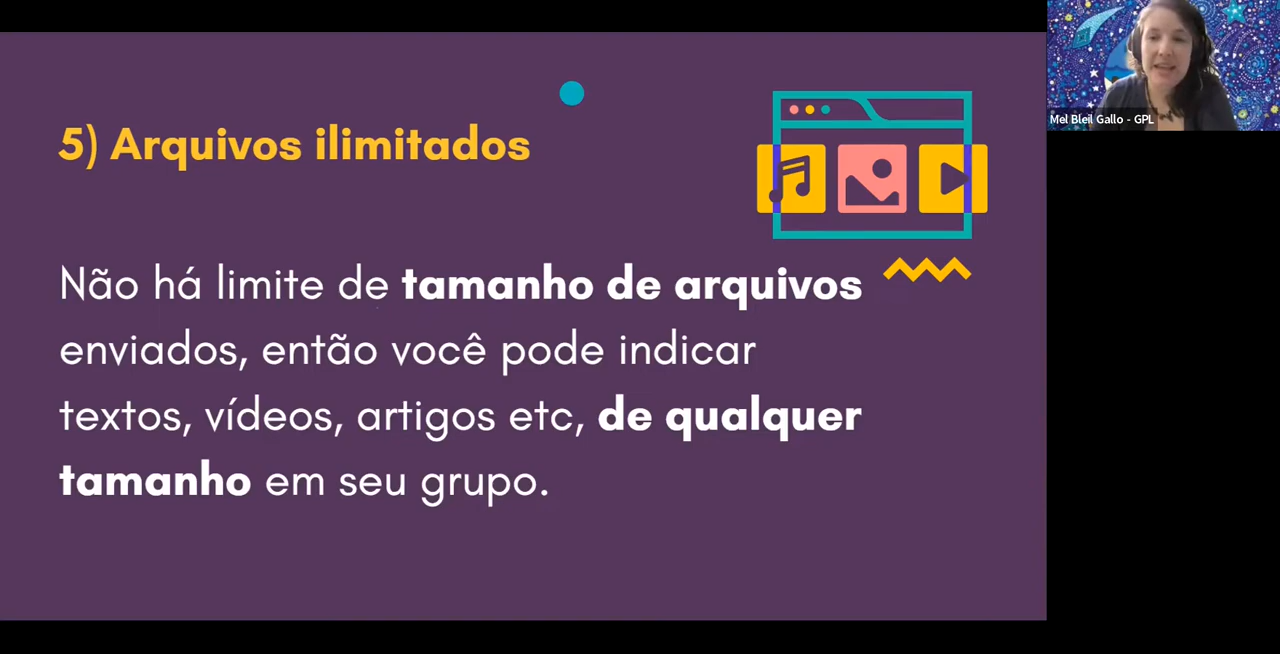 5) Arquivos ilimitados
Não há limite de tamanho de arquivos
enviados, então você pode indicar
textos, vídeos, artigos etc, de qualquer
tamanho em seu grupo.
Mel Bleil Gallo - GPL